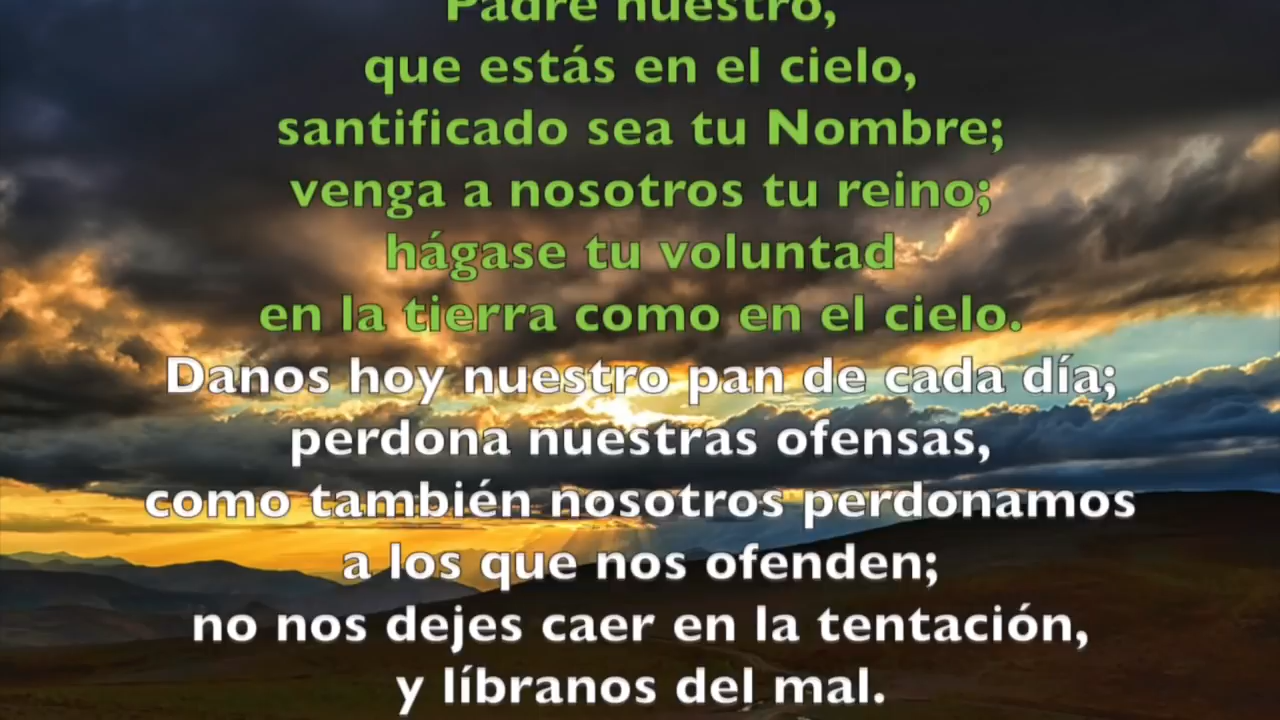 Padre nuestro,
que estás en el cielo,
santificado sea tu Nombre;
venga a nosotros tu reino;
hágase tu voluntad
en la tierra como en el cielo.
Danos hoy nuestro pan de cada día;
perdona nuestras ofensas,
como también nosotros perdonamos
a los que nos ofenden;
no nos dejes caer en la tentación,
y líbranos del mal.